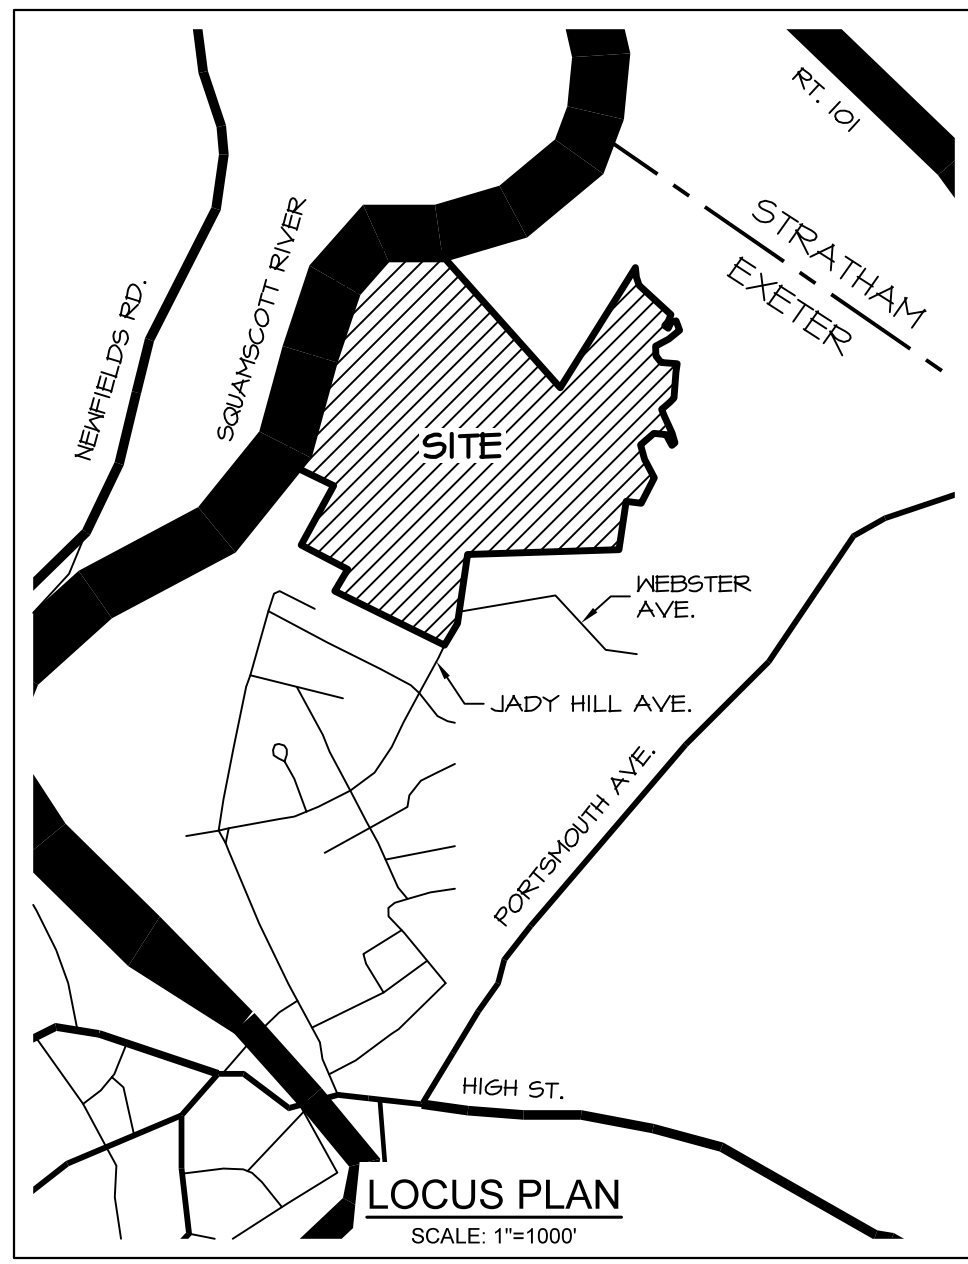 RT. 101
STRATHAM
EXETER
SQUAMSCOTT RIVER
NEWFIELDS RD.
SITE
WEBSTER
AVE.
JADY HILL AVE.
PORTSMOUTH AVE.
HIGH ST.
LOCUS PLAN
SCALE: 1"=1000'